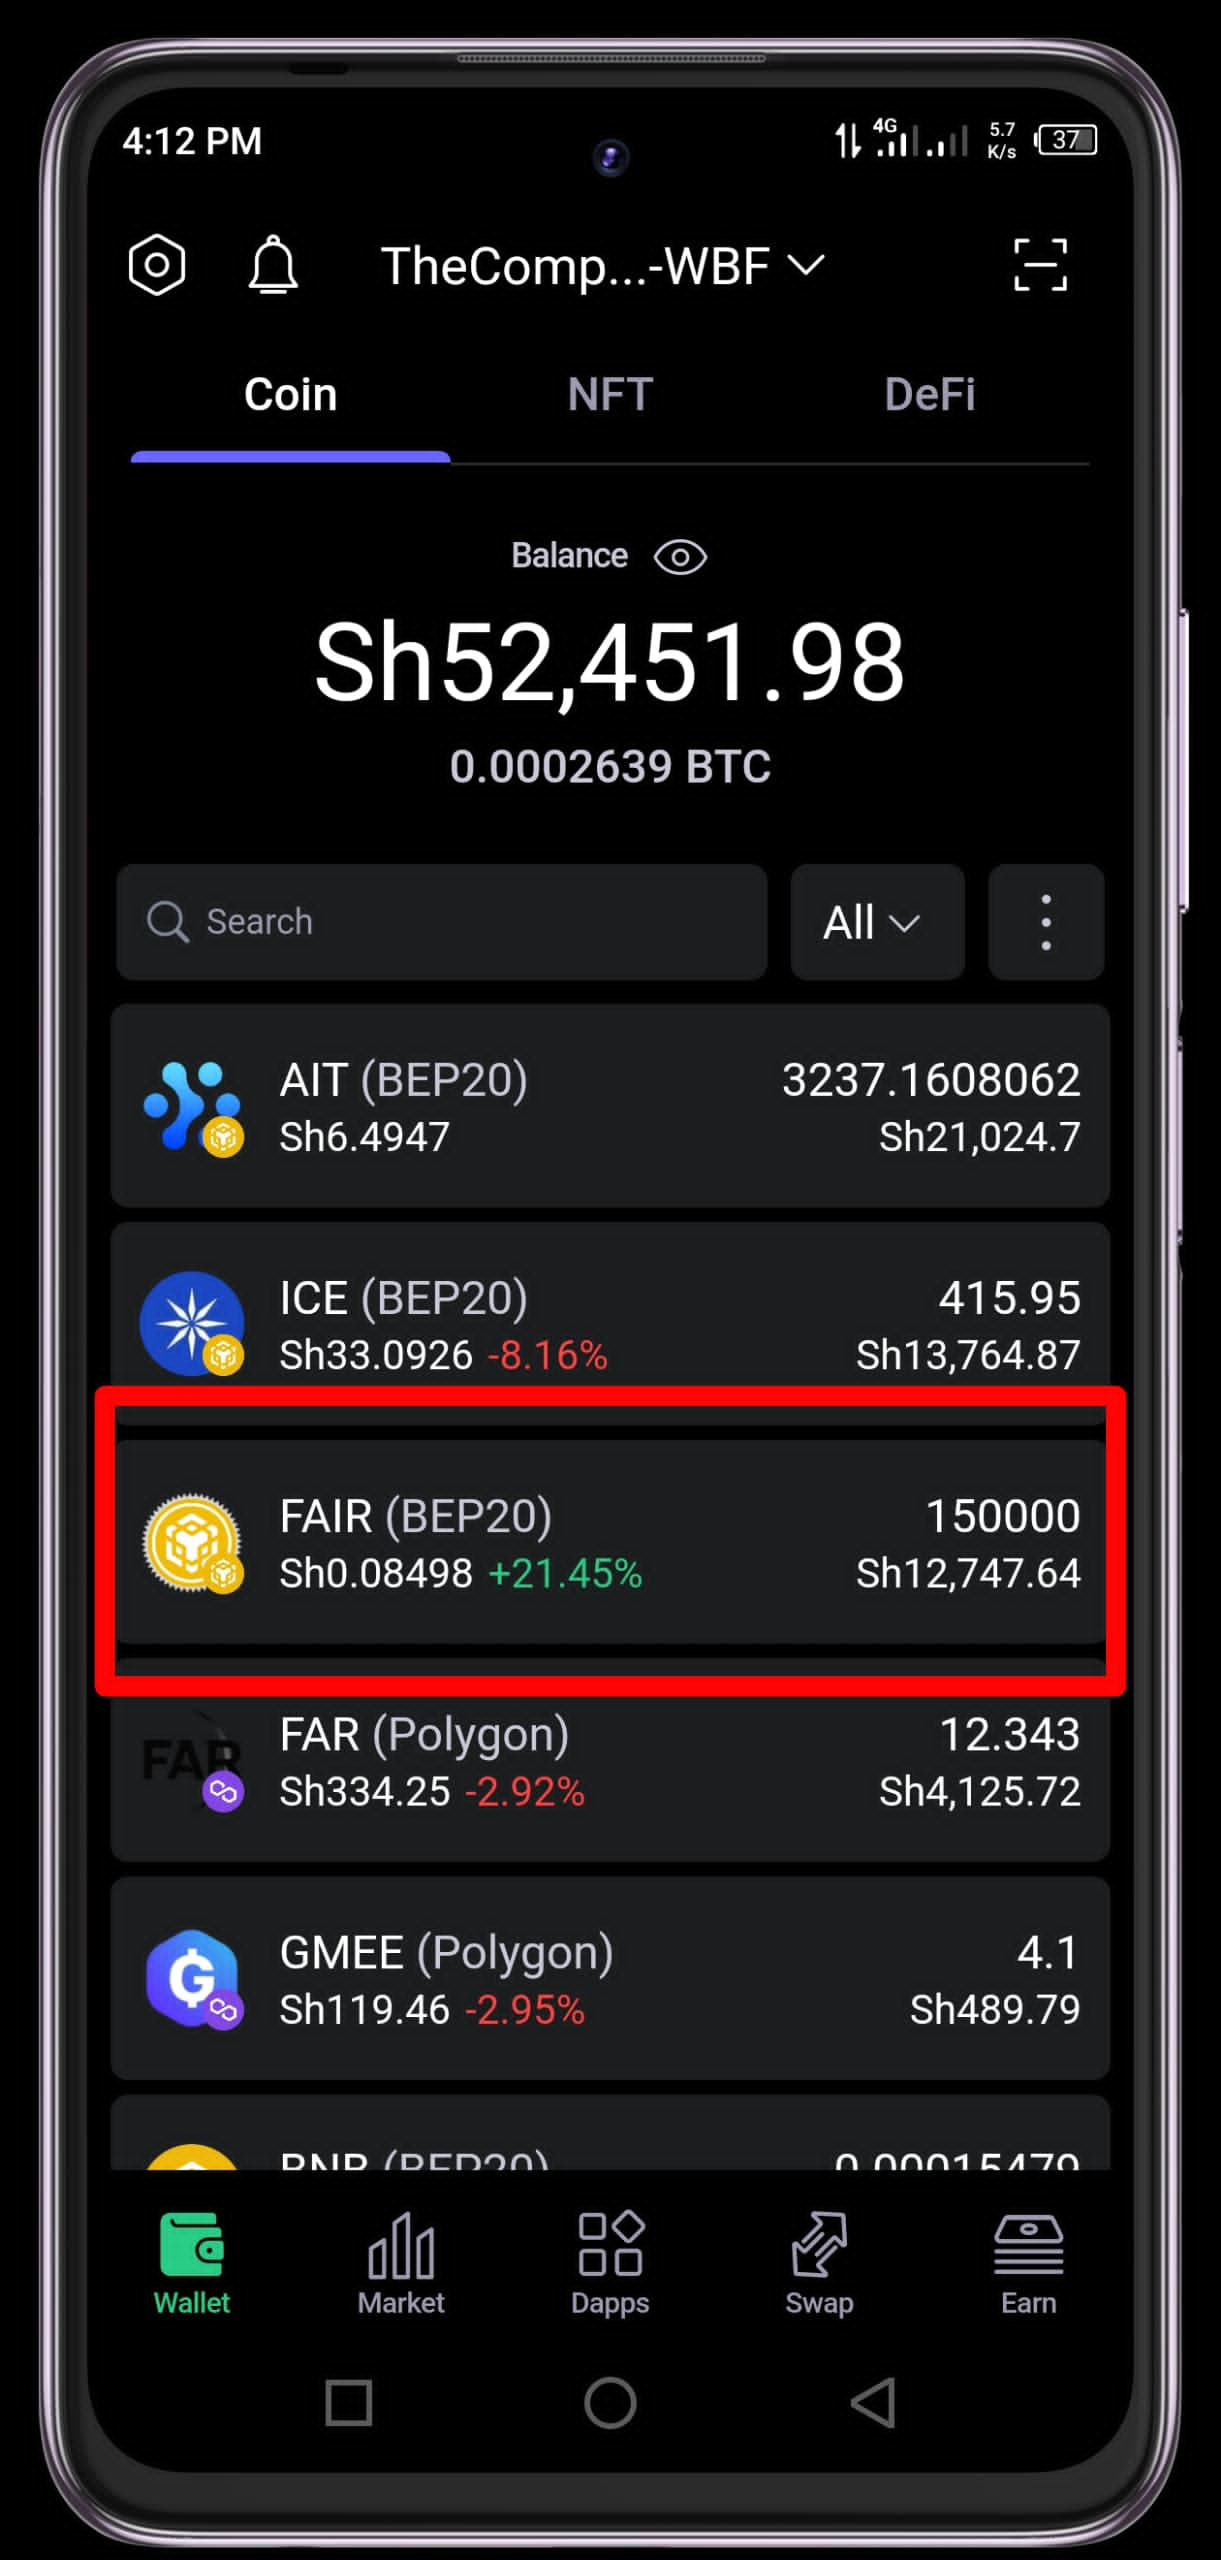 4:12 PM
4G
5.7
K/s
37
TheComp...-WBF
Coin
NFT
DeFi
Balance
Sh52,451.98
0.0002639 BTC
Search
All
AIT (BEP20)
3237.1608062
Sh6.4947
Sh21,024.7
ICE (BEP20)
415.95
Sh33.0926 -8.16%
Sh13,764.87
FAIR (BEP20)
150000
Sh0.08498 +21.45%
Sh12,747.64
FAR
FAR (Polygon)
12.343
Sh334.25 -2.92%
Sh4,125.72
GMEE (Polygon)
4.1
Sh119.46 -2.95%
Sh489.79
BNB (BEP20)
0.00015479
Wallet
Market
Dapps
Swap
Earn